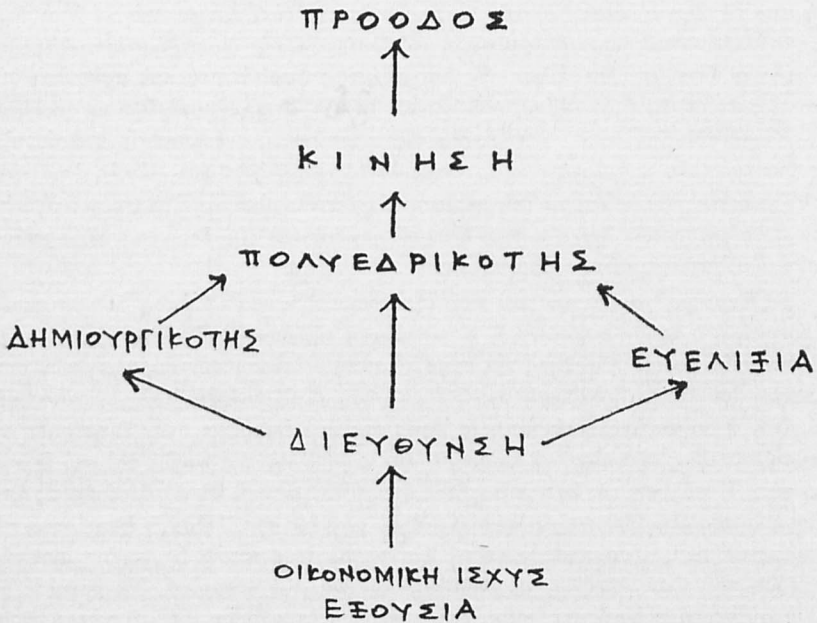 ΠΡΟΟΔΟΣ
ΚΙΝΗΣΗ
ΠΟΛΥΕΔΡΙΚΟΤΗΣ
ΔΗΜΙΟΥΡΓΙΚΟΤΗΣ
ΕΥΕΛΙΞΙΑ
ΔΙΕΥΘΥΝΣΗ
ΟΙΚΟΝΟΜΙΚΗ ΙΣΧΥΣ
ΕΞΟΥΣΙΑ